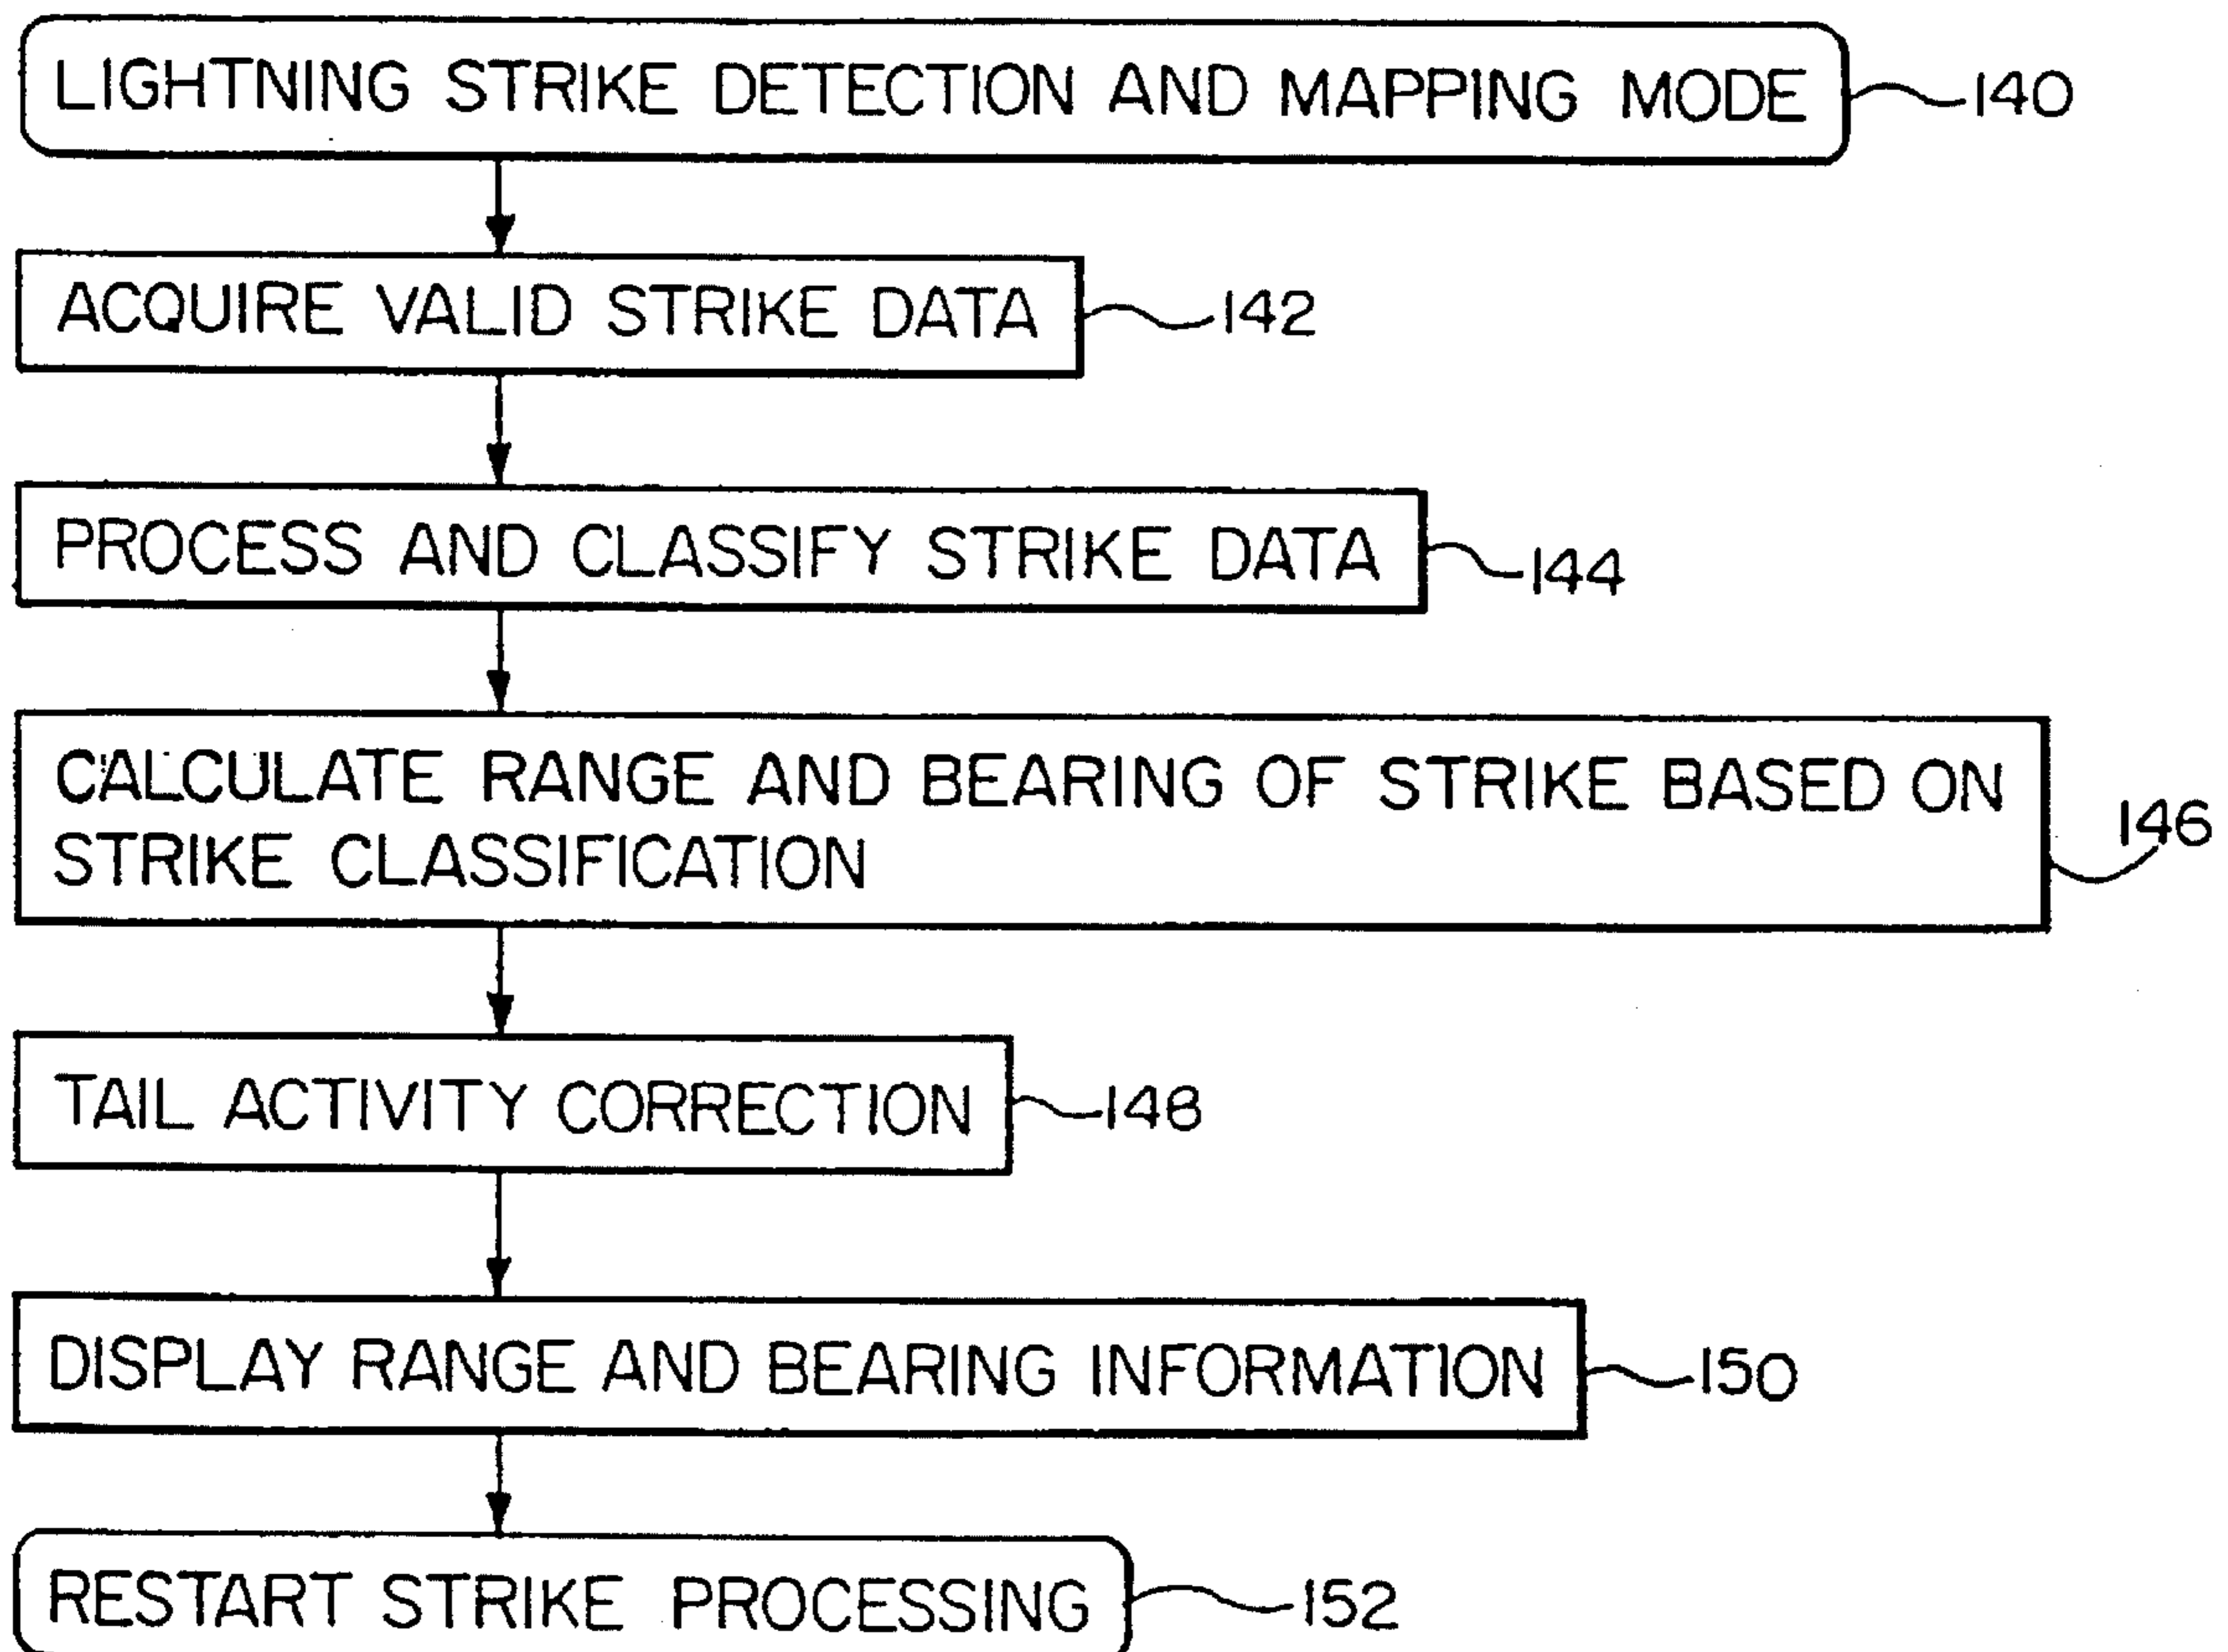 LIGHTNING STRIKE DETECTION AND MAPPING MODE 140
ACQUIRE VALID STRIKE DATA 142
PROCESS AND CLASSIFY STRIKE DATA 144
CALCULATE RANGE AND BEARING OF STRIKE BASED ON
STRIKE CLASSIFICATION 146
TAIL ACTIVITY CORRECTION 148
DISPLAY RANGE AND BEARING INFORMATION 150
RESTART STRIKE PROCESSING 152